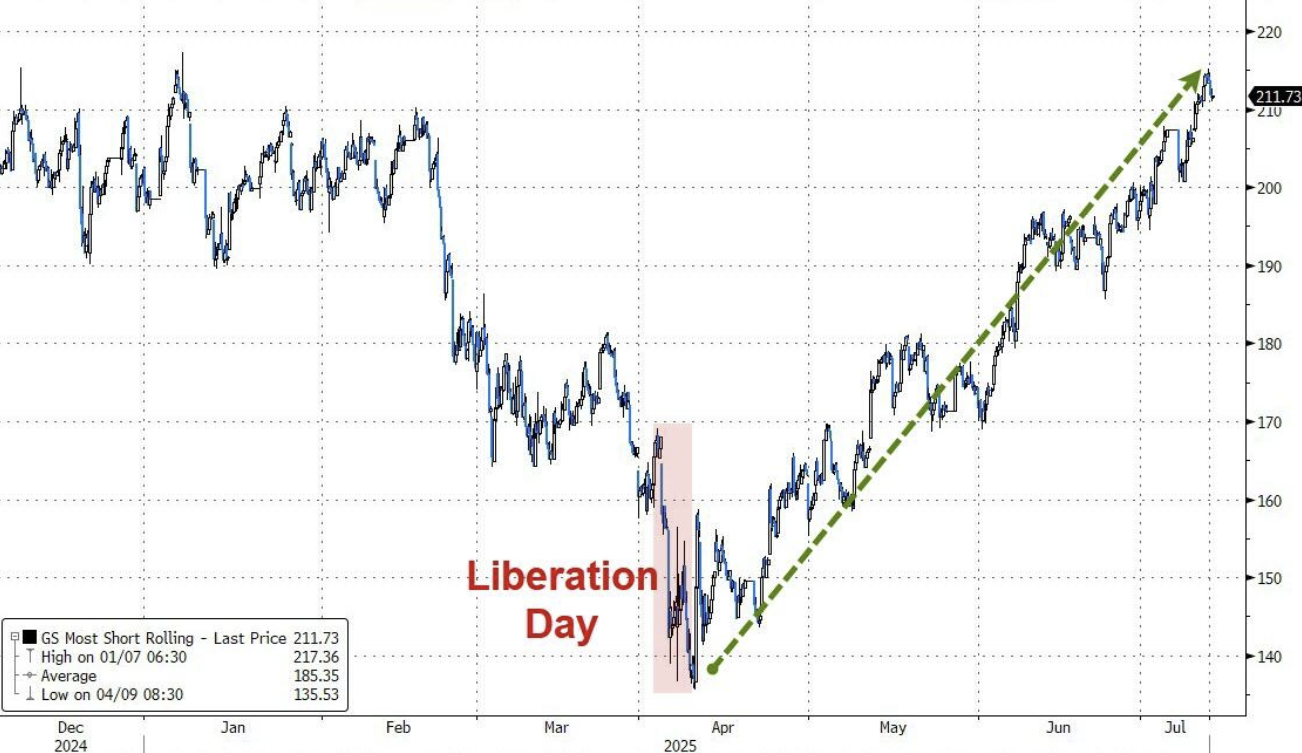 220
211.73
210
200
190
180
170
160
150
140
Liberation
Day
GS Most Short Rolling - Last Price 211.73
High on 01/07 06:30 217.36
Average 185.35
Low on 04/09 08:30 135.53
Dec Jan Feb Mar Apr May Jun Jul
2024 2025